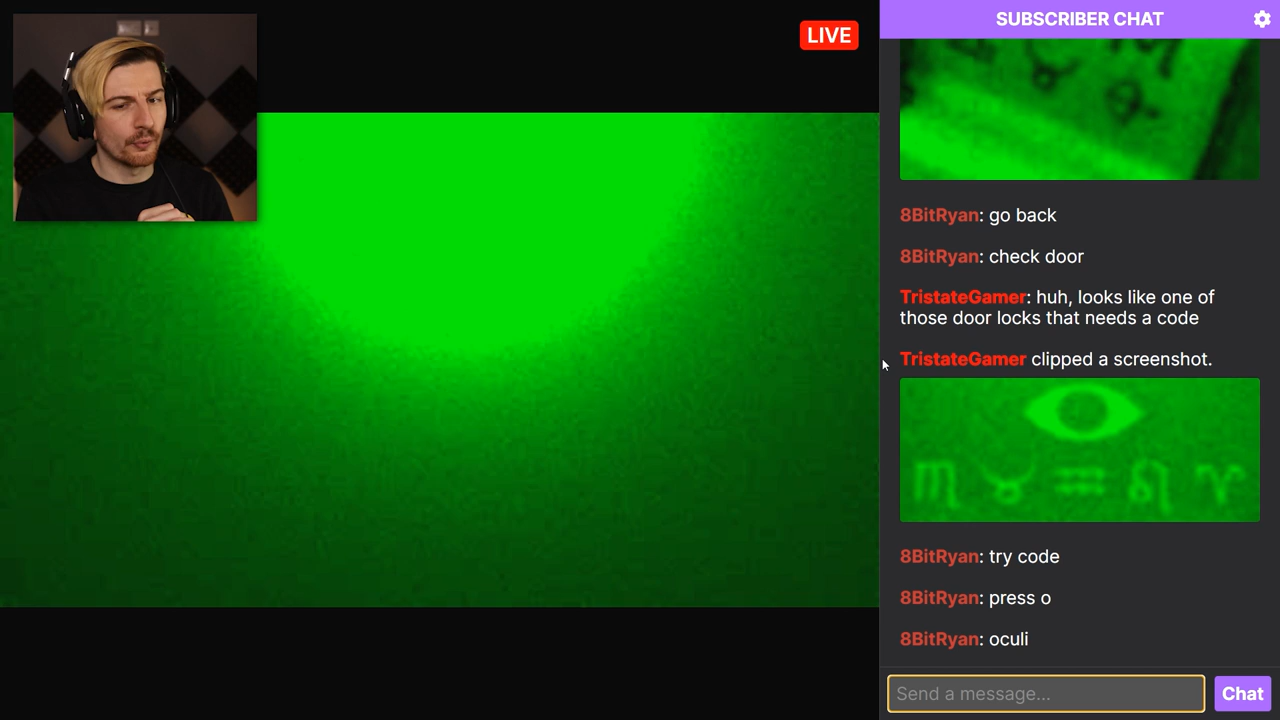 LIVE
SUBSCRIBER CHAT
8BitRyan: go back
8BitRyan: check door
TristateGamer: huh, looks like one of
those door locks that needs a code
TristateGamer clipped a screenshot.
♏ ♉ ♒ ♌ ♈
8BitRyan: try code
8BitRyan: press o
8BitRyan: oculi
Send a message...
Chat